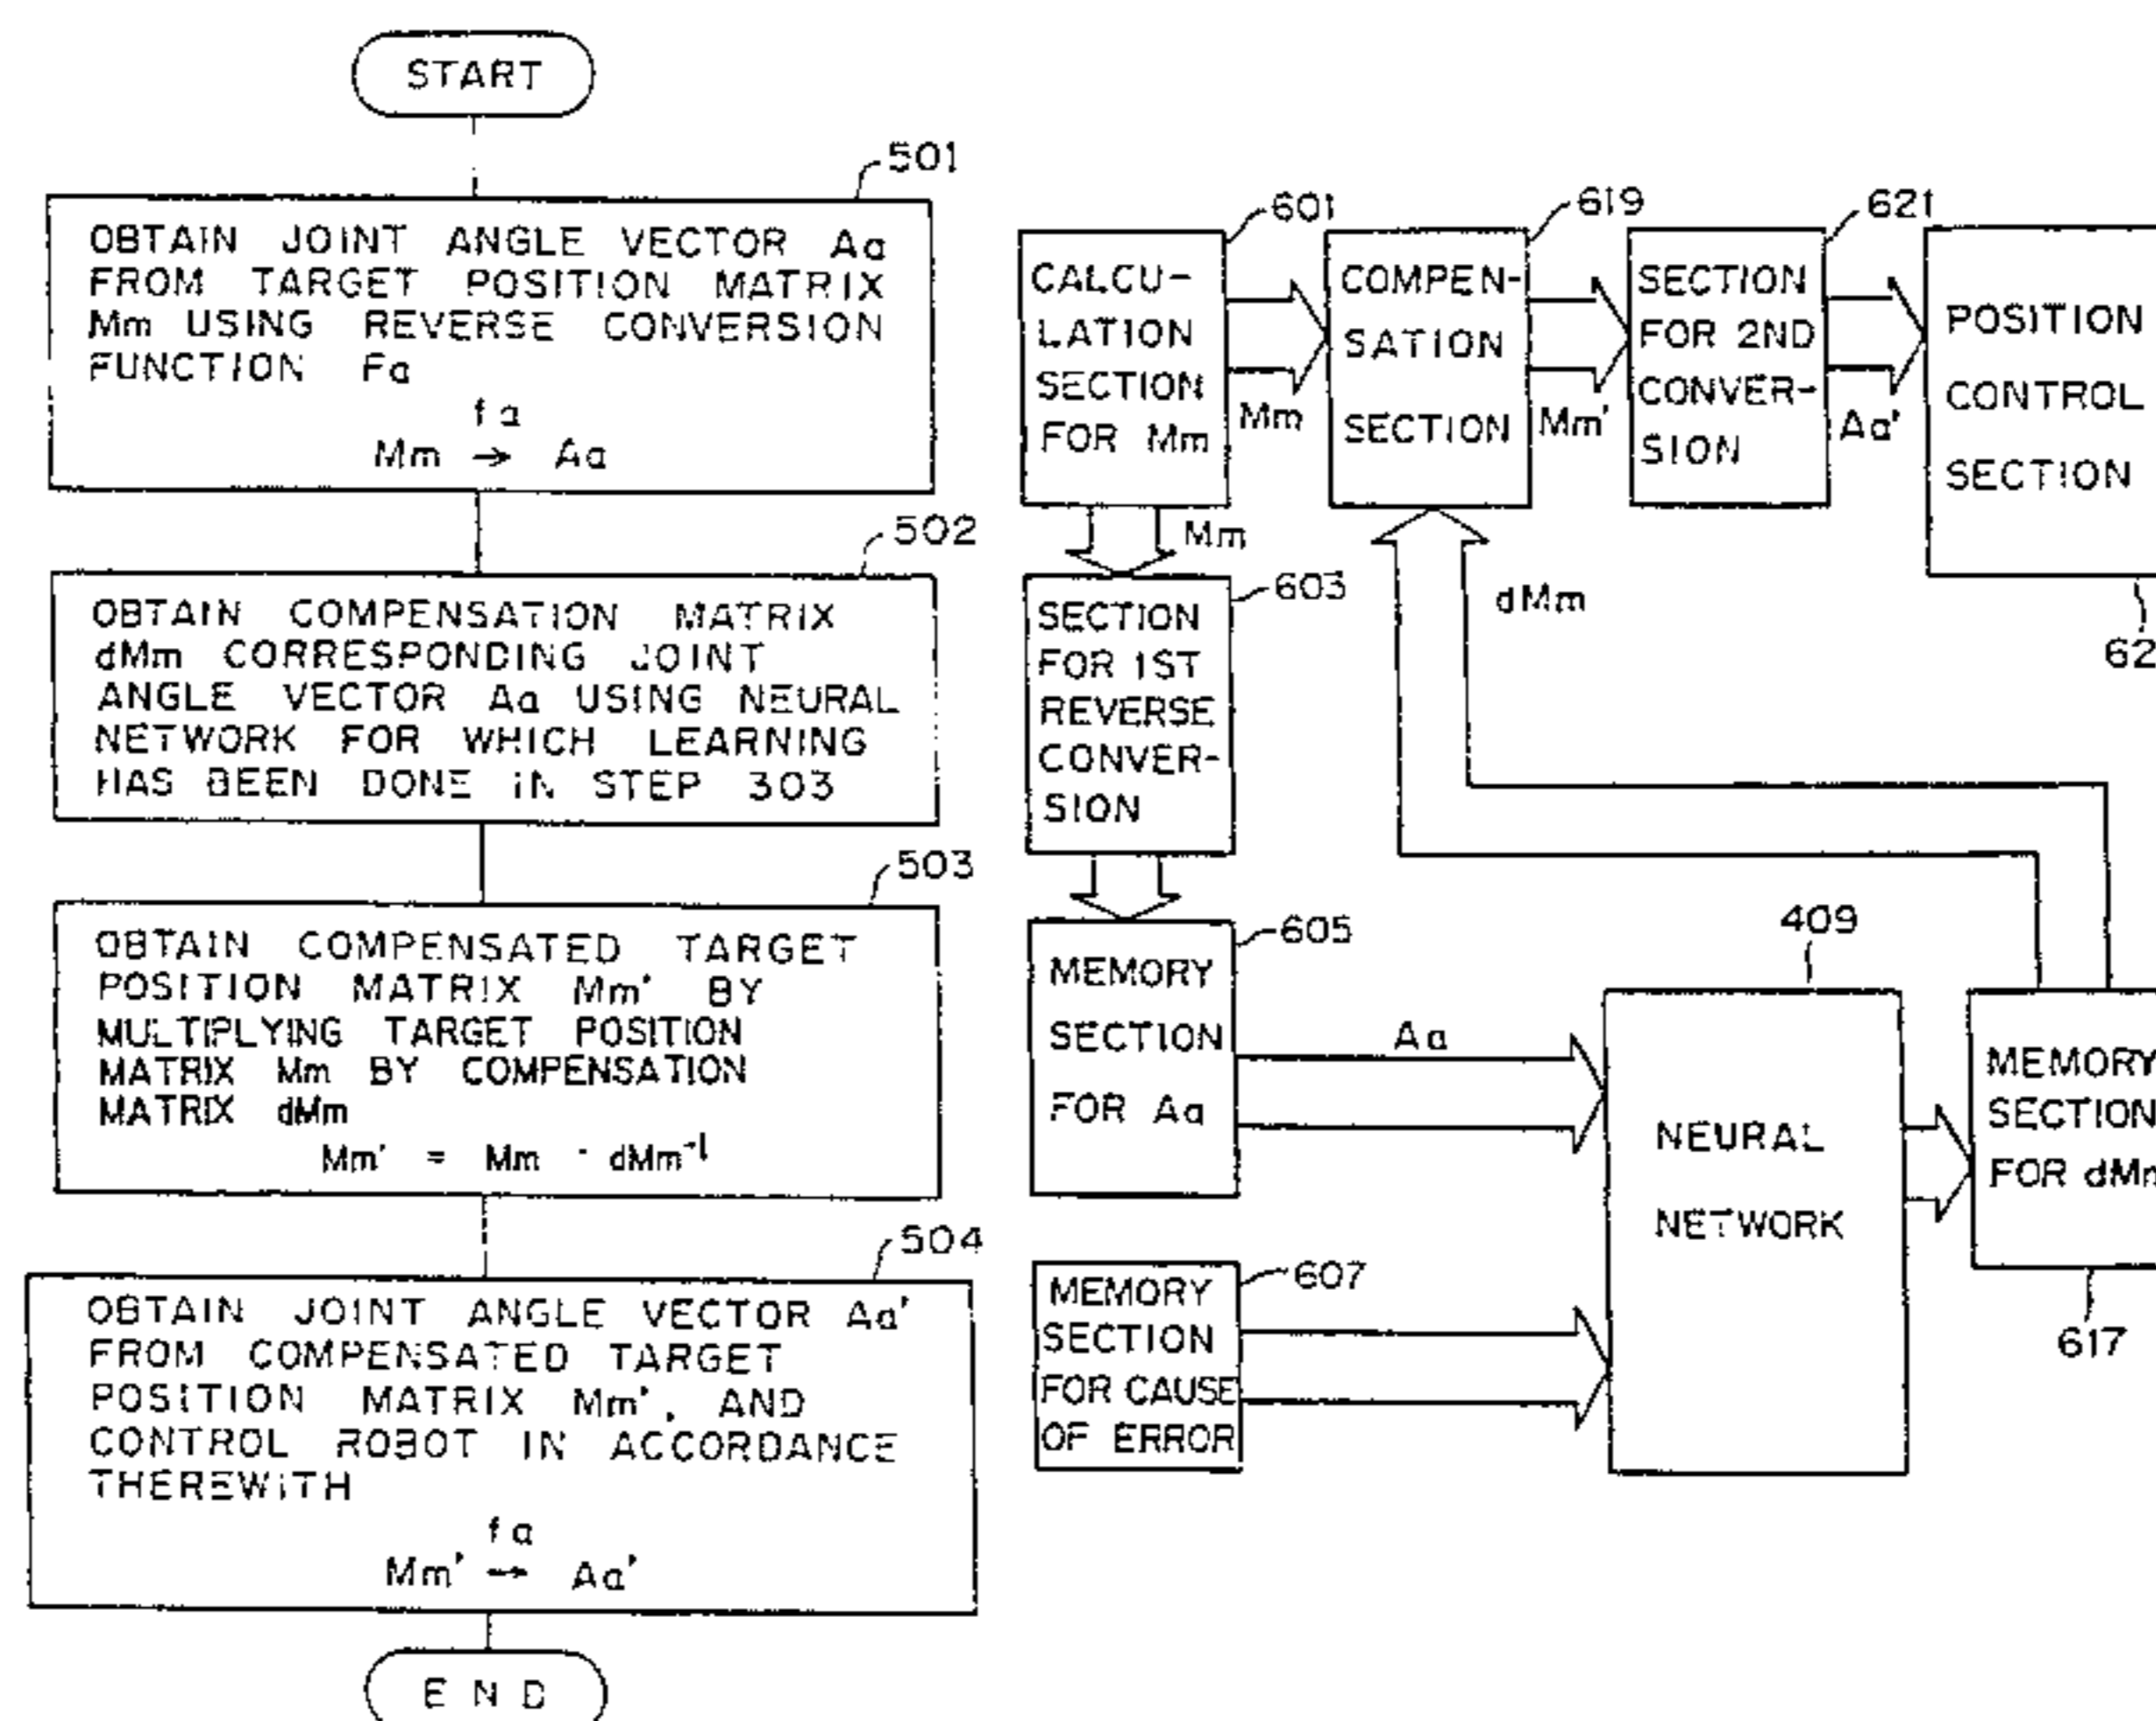 START
501
OBTAIN JOINT ANGLE VECTOR Aa
FROM TARGET POSITION MATRIX
Mm USING REVERSE CONVERSION
FUNCTION Fa
fa
Mm → Aa
502
OBTAIN COMPENSATION MATRIX
dMm CORRESPONDING JOINT
ANGLE VECTOR Aa USING NEURAL
NETWORK FOR WHICH LEARNING
HAS BEEN DONE IN STEP 303
503
OBTAIN COMPENSATED TARGET
POSITION MATRIX Mm' BY
MULTIPLYING TARGET POSITION
MATRIX Mm BY COMPENSATION
MATRIX dMm
Mm' = Mm · dMm⁻¹
504
OBTAIN JOINT ANGLE VECTOR Aa'
FROM COMPENSATED TARGET
POSITION MATRIX Mm', AND
CONTROL ROBOT IN ACCORDANCE
THEREWITH
fa
Mm' → Aa'
END
601
CALCU-
LATION
SECTION
FOR Mm
Mm
619
COMPEN-
SATION
SECTION
Mm'
621
SECTION
FOR 2ND
CONVER-
SION
Aa'
POSITION
CONTROL
SECTION
62
Mm
603
SECTION
FOR 1ST
REVERSE
CONVER-
SION
dMm
605
MEMORY
SECTION
FOR Aa
Aa
409
NEURAL
NETWORK
MEMORY
SECTION
FOR dMm
617
607
MEMORY
SECTION
FOR CAUSE
OF ERROR